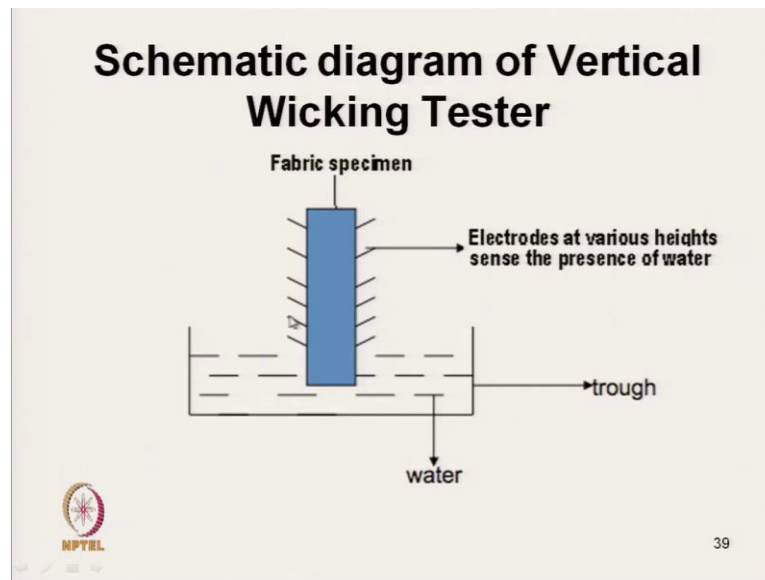 Schematic diagram of Vertical
Wicking Tester
Fabric specimen
Electrodes at various heights
sense the presence of water
trough
water
NPTEL
39